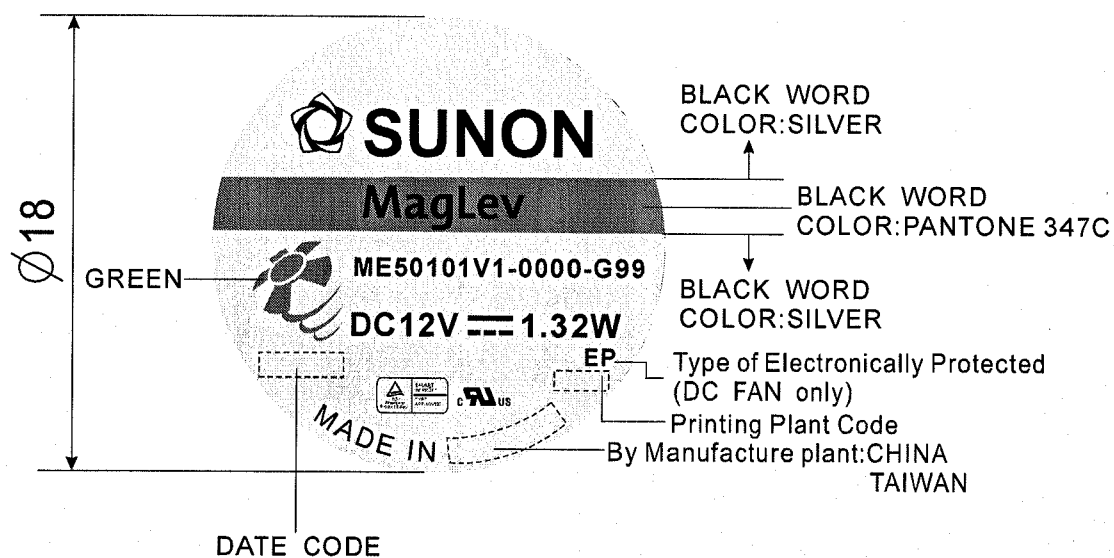 SUNON
MagLev
ME50101V1-0000-G99
DC12V 1.32W
EP
c RU US
MADE IN
Ø18
GREEN
DATE CODE
BLACK WORD
COLOR:SILVER
BLACK WORD
COLOR:PANTONE 347C
BLACK WORD
COLOR:SILVER
Type of Electronically Protected
(DC FAN only)
Printing Plant Code
By Manufacture plant:CHINA
TAIWAN